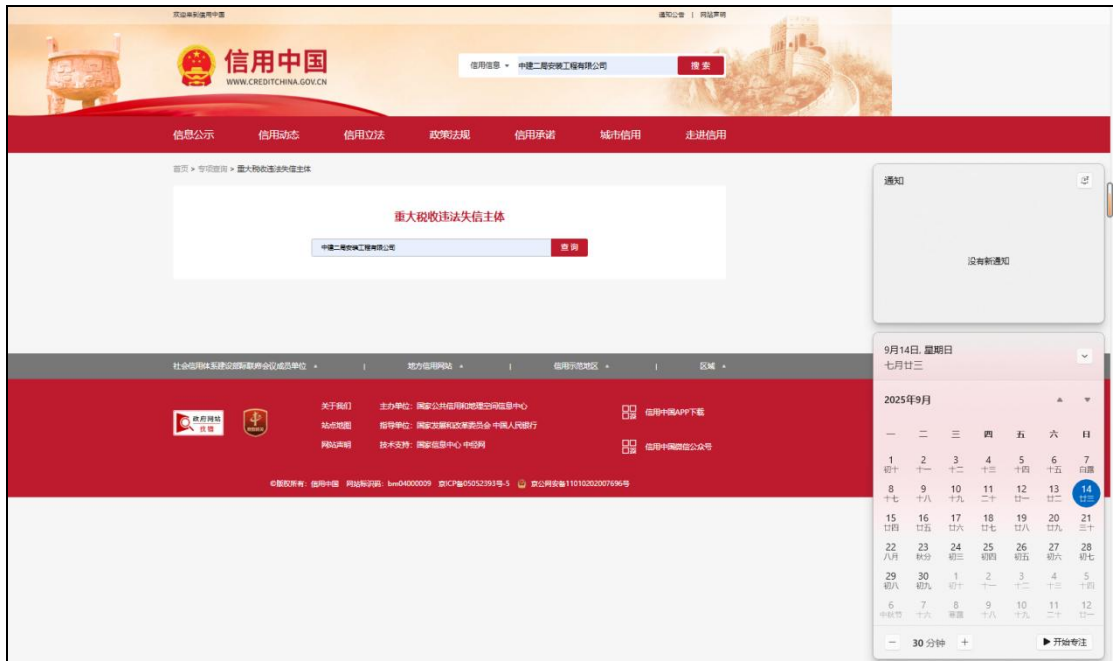 欢迎来到信用中国
通知公告 | 网站声明
信用中国
WWW.CREDITCHINA.GOV.CN
信用信息 中建二局安装工程有限公司 搜索
信息公示 信用动态 信用立法 政策法规 信用承诺 城市信用 走进信用
首页 > 专项查询 > 重大税收违法失信主体
重大税收违法失信主体
中建二局安装工程有限公司 查询
社会信用体系建设部际联席会议成员单位 | 地方信用网站 | 信用示范地区 | 区域
政府网站
找错
关于我们 主办单位：国家公共信用和地理空间信息中心
站点地图 指导单位：国家发展和改革委员会 中国人民银行
网站声明 技术支持：国家信息中心 中经网
信用中国APP下载
信用中国微信公众号
©版权所有：信用中国 网站标识码：bm04000009 京ICP备05052393号-5 京公网安备11010202007696号
通知
没有新通知
9月14日, 星期日
七月廿三
2025年9月
一 二 三 四 五 六 日
1 2 3 4 5 6 7
初十 十一 十二 十三 十四 十五 白露
8 9 10 11 12 13 14
十七 十八 十九 二十 廿一 廿二 廿三
15 16 17 18 19 20 21
廿四 廿五 廿六 廿七 廿八 廿九 三十
22 23 24 25 26 27 28
八月 秋分 初三 初四 初五 初六 初七
29 30 1 2 3 4 5
初八 初九 初十 十一 十二 十三 十四
6 7 8 9 10 11 12
中秋节 十六 寒露 十八 十九 二十 廿一
30 分钟
开始专注